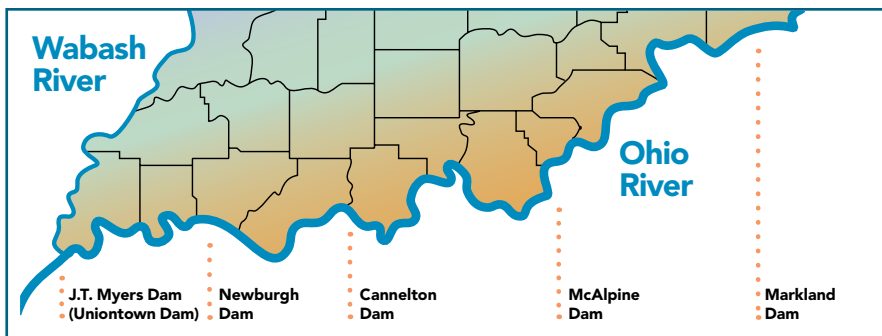 Wabash
River
Ohio
River
J.T. Myers Dam
(Uniontown Dam)
Newburgh
Dam
Cannelton
Dam
McAlpine
Dam
Markland
Dam